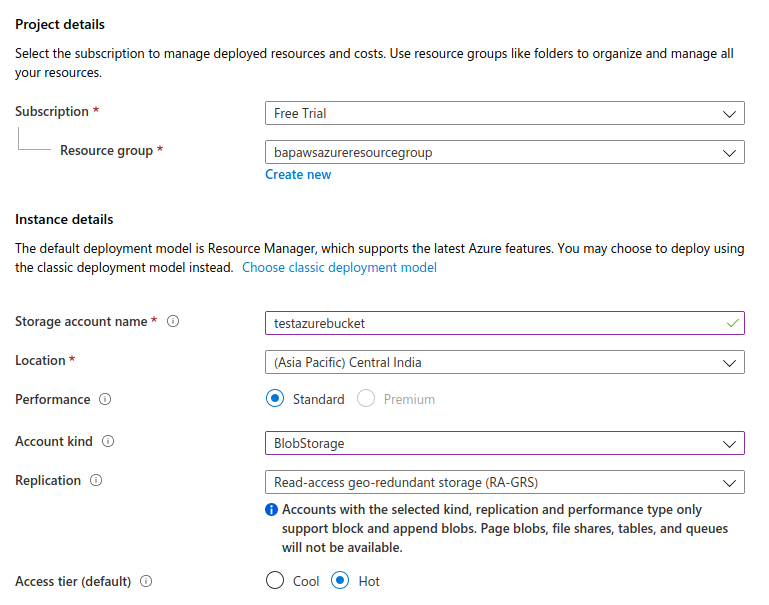 Project details
Select the subscription to manage deployed resources and costs. Use resource groups like folders to organize and manage all
your resources.
Subscription *
Free Trial
Resource group *
bapawsazureresourcegroup
Create new
Instance details
The default deployment model is Resource Manager, which supports the latest Azure features. You may choose to deploy using
the classic deployment model instead. Choose classic deployment model
Storage account name *
testazurebucket
Location *
(Asia Pacific) Central India
Performance
Standard
Premium
Account kind
BlobStorage
Replication
Read-access geo-redundant storage (RA-GRS)
Accounts with the selected kind, replication and performance type only
support block and append blobs. Page blobs, file shares, tables, and queues
will not be available.
Access tier (default)
Cool
Hot